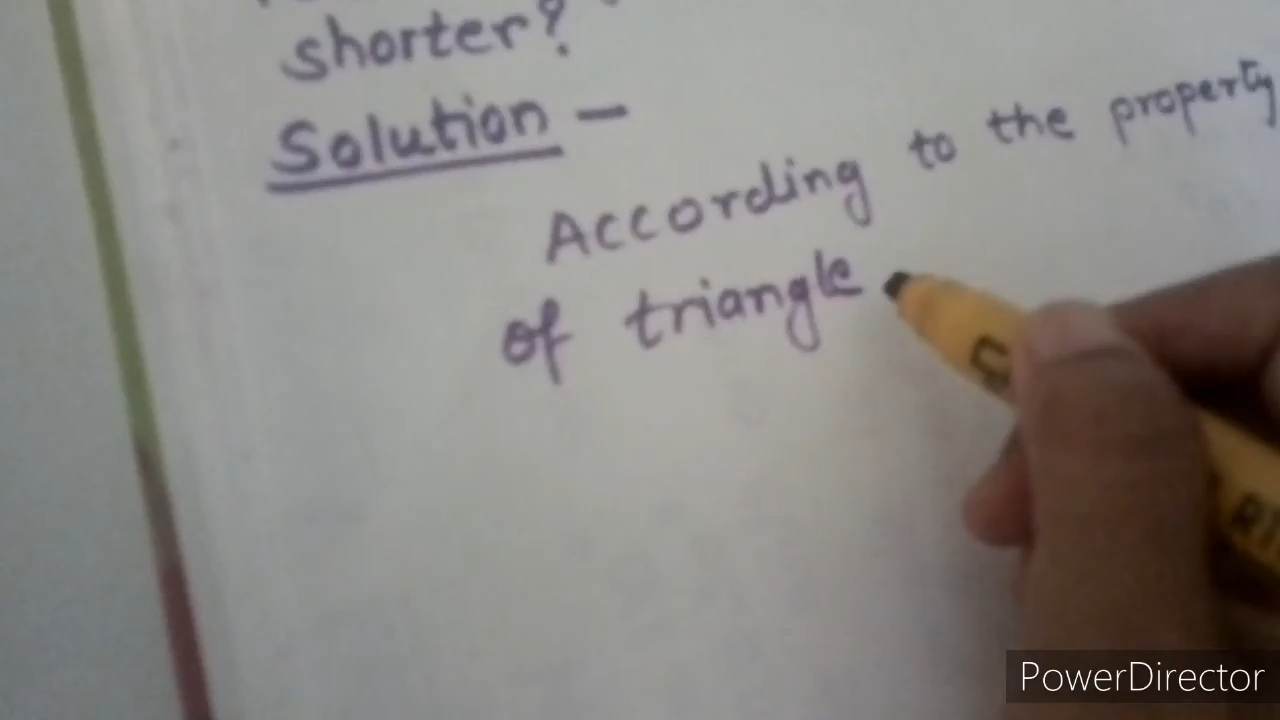 shorter?
Solution -
According to the property
of triangle
PowerDirector